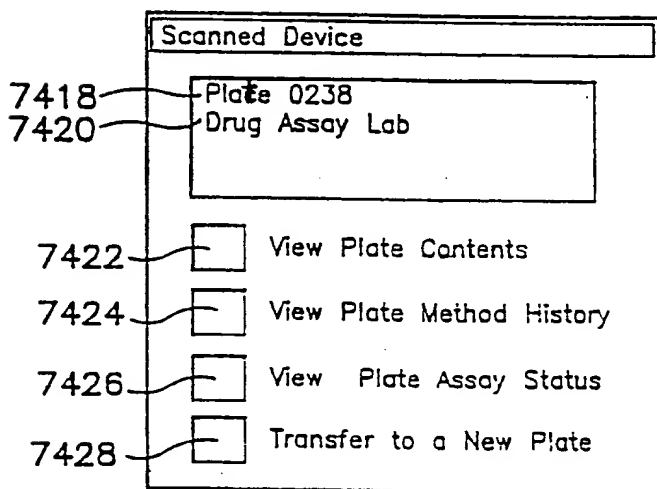 Scanned Device
7418 Plate 0238
7420 Drug Assay Lab
7422 View Plate Contents
7424 View Plate Method History
7426 View Plate Assay Status
7428 Transfer to a New Plate